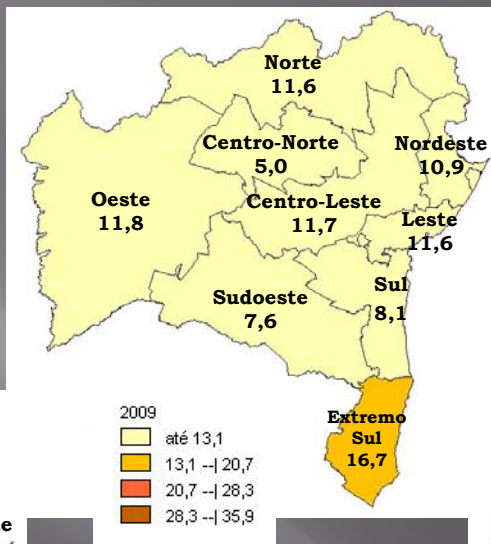 Norte
11,6
Centro-Norte
5,0
Nordeste
10,9
Oeste
11,8
Centro-Leste
11,7
Leste
11,6
Sul
8,1
Sudoeste
7,6
Extremo
Sul
16,7
2009
até 13,1
13,1 --| 20,7
20,7 --| 28,3
28,3 --| 35,9